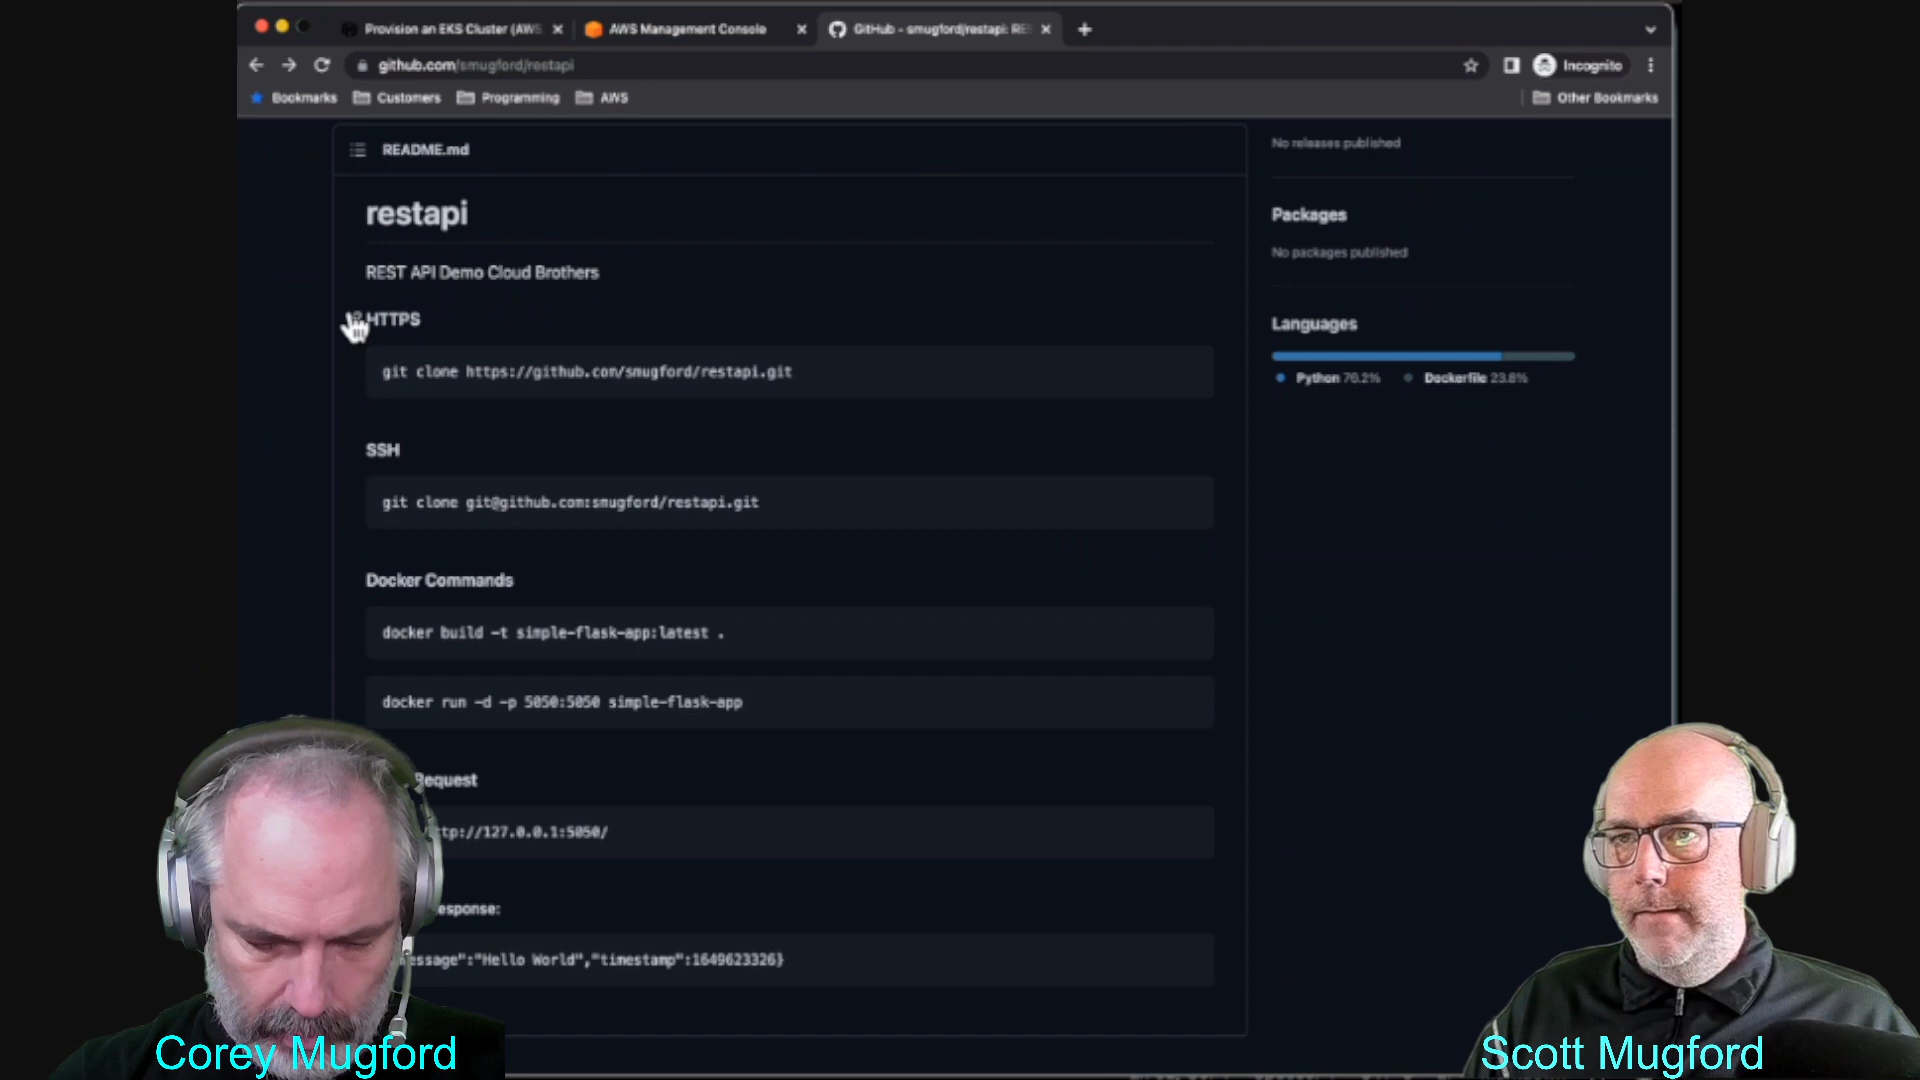 Provision an EKS Cluster (AWS
AWS Management Console
GitHub - smugford/restapi: RES
github.com/smugford/restapi
Incognito
Bookmarks
Customers
Programming
AWS
Other Bookmarks
README.md
No releases published
restapi
Packages
No packages published
REST API Demo Cloud Brothers
HTTPS
Languages
git clone https://github.com/smugford/restapi.git
Python 76.2%
Dockerfile 23.8%
SSH
git clone git@github.com:smugford/restapi.git
Docker Commands
docker build -t simple-flask-app:latest .
docker run -d -p 5050:5050 simple-flask-app
Request
tp://127.0.0.1:5050/
esponse:
essage":"Hello World","timestamp":1649623326}
Corey Mugford
Scott Mugford